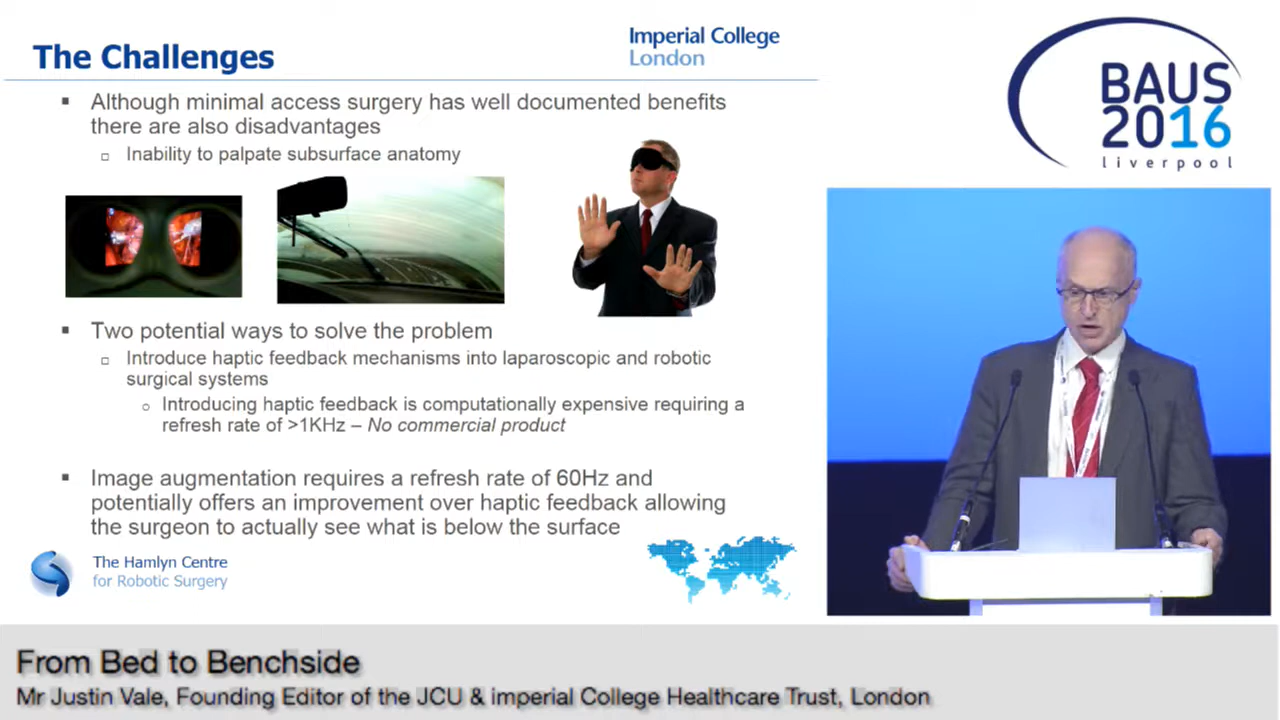 The Challenges
Imperial College
London
Although minimal access surgery has well documented benefits
there are also disadvantages
Inability to palpate subsurface anatomy
Two potential ways to solve the problem
Introduce haptic feedback mechanisms into laparoscopic and robotic
surgical systems
Introducing haptic feedback is computationally expensive requiring a
refresh rate of >1KHz – No commercial product
Image augmentation requires a refresh rate of 60Hz and
potentially offers an improvement over haptic feedback allowing
the surgeon to actually see what is below the surface
The Hamlyn Centre
for Robotic Surgery
BAUS
2016
liverpool
From Bed to Benchside
Mr Justin Vale, Founding Editor of the JCU & imperial College Healthcare Trust, London